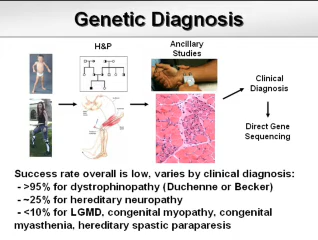 Genetic Diagnosis
H&P
Ancillary
Studies
Clinical
Diagnosis
Direct Gene
Sequencing
Success rate overall is low, varies by clinical diagnosis:
- >95% for dystrophinopathy (Duchenne or Becker)
- ~25% for hereditary neuropathy
- <10% for LGMD, congenital myopathy, congenital
myasthenia, hereditary spastic paraparesis